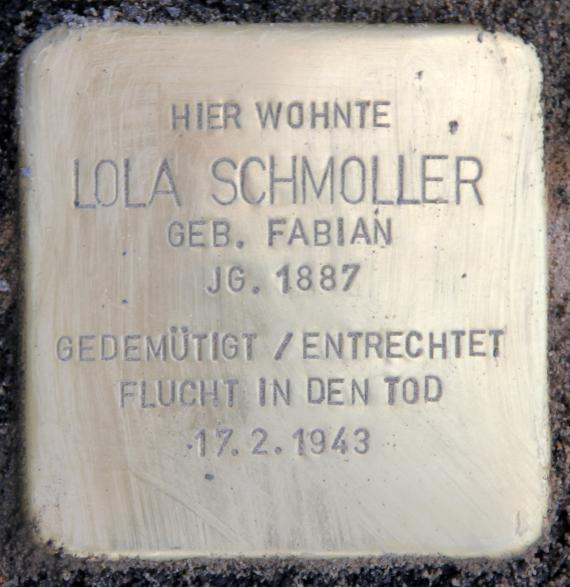 HIER WOHNTE
LOLA SCHMOLLER
GEB. FABIAN
JG. 1887
GEDEMÜTIGT / ENTRECHTET
FLUCHT IN DEN TOD
17.2.1943